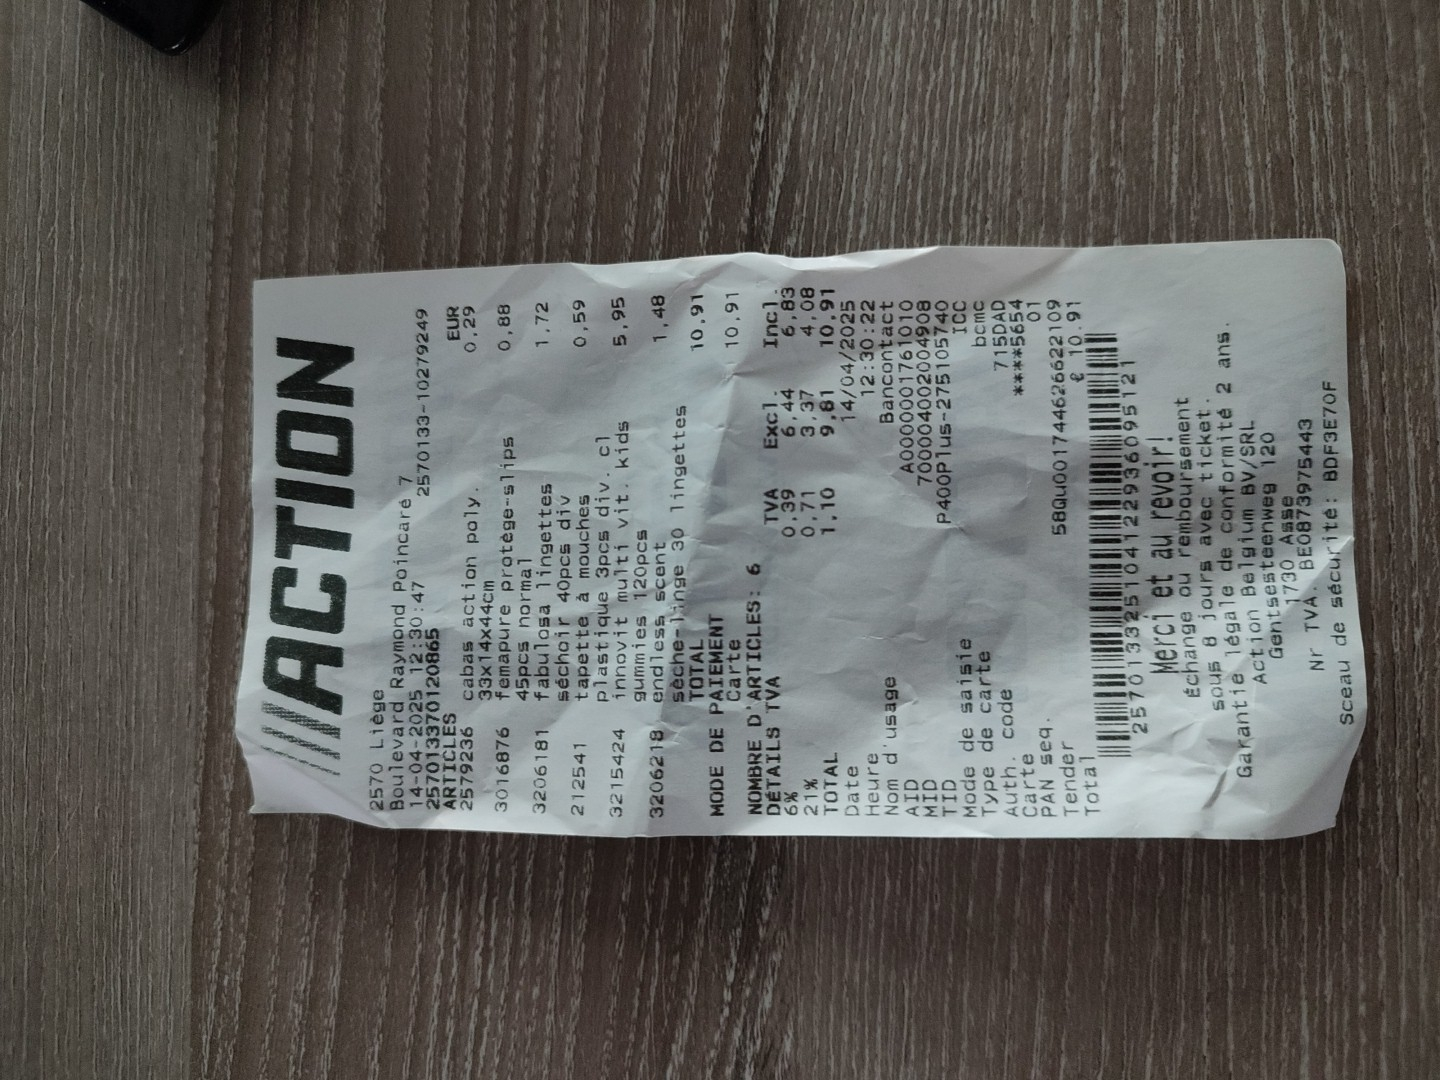 ACTION
2570 Liège
Boulevard Raymond Poincaré 7
14-04-2025 12:30:47 2570133-10279249
257013370120865
ARTICLES EUR
2579236 cabas action poly. 0,29
33x14x44cm
3016876 femapure protège-slips 0,88
45pcs normal
3206181 fabulosa lingettes 1,72
séchoir 40pcs div
212541 tapette à mouches 0,59
plastique 3pcs div. cl
3215424 innovit multi vit. kids 5,95
gummies 120pcs
3206218 endless scent 1,48
sèche-linge 30 lingettes
TOTAL 10,91
MODE DE PAIEMENT
Carte 10,91
NOMBRE D'ARTICLES: 6
DÉTAILS TVA TVA Excl. Incl.
6% 0,39 6,44 6,83
21% 0,71 3,37 4,08
TOTAL 1,10 9,81 10,91
Date 14/04/2025
Heure 12:30:22
Nom d'usage Bancontact
AID A0000001761010
MID 7000040020049​08
TID P400Plus-275105740
Mode de saisie ICC
Type de carte bcmc
Auth. code 715DAD
Carte ****5654
PAN seq. 01
Tender 58QU001744626622109
Total € 10.91
2570133251041229360​95121
Merci et au revoir!
Échange ou remboursement
sous 8 jours avec ticket.
Garantie légale de conformité 2 ans.
Action Belgium BV/SRL
Gentsesteenweg 120
1730 Asse
Nr TVA. BE0873975443
Sceau de sécurité: BDF3E70F